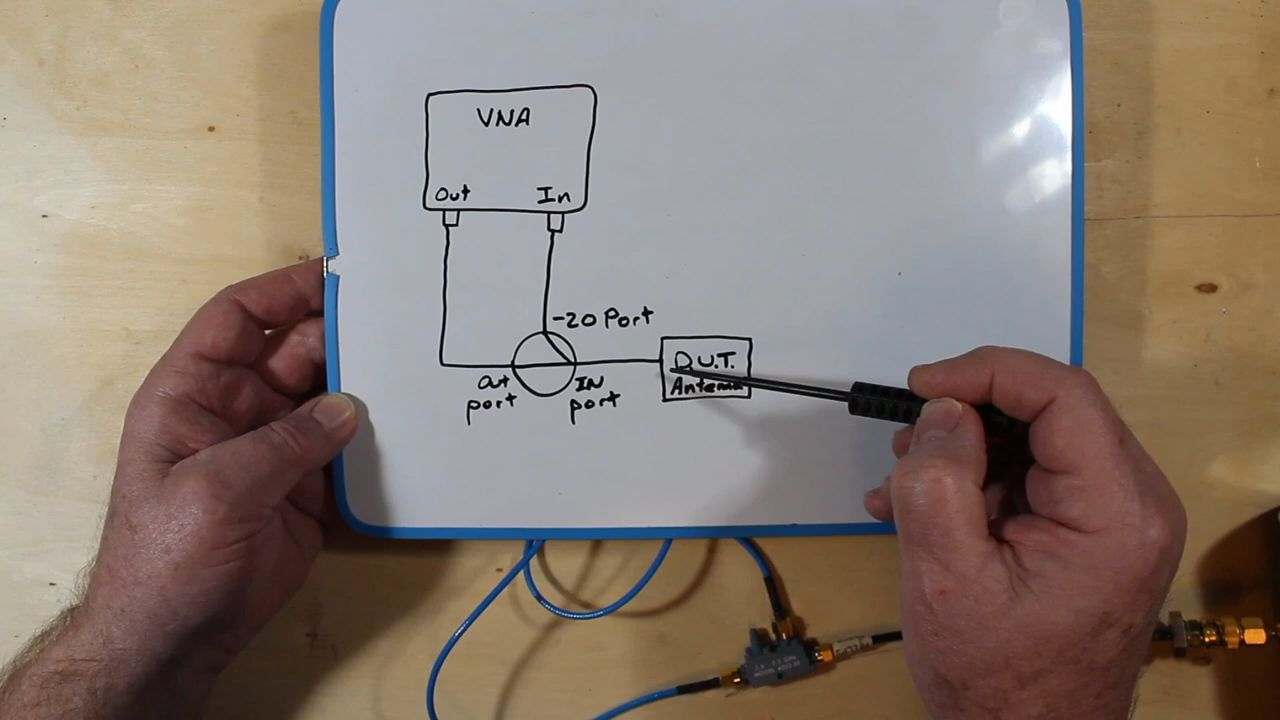 VNA
Out In
-20 Port
D.U.T.
Antenna
Out
port
IN
port